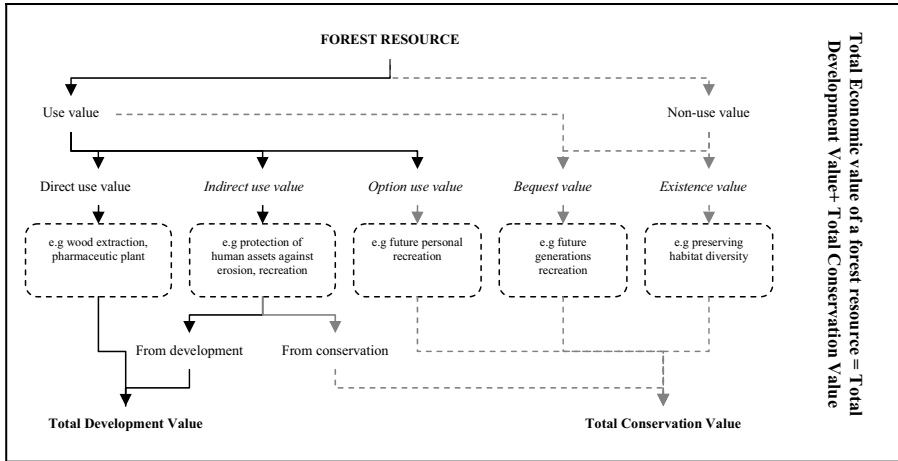 FOREST RESOURCE
Use value
Non-use value
Direct use value
Indirect use value
Option use value
Bequest value
Existence value
e.g wood extraction,
pharmaceutic plant
e.g protection of
human assets against
erosion, recreation
e.g future personal
recreation
e.g future
generations
recreation
e.g preserving
habitat diversity
From development
From conservation
Total Development Value
Total Conservation Value
Total Economic value of a forest resource = Total
Development Value+ Total Conservation Value